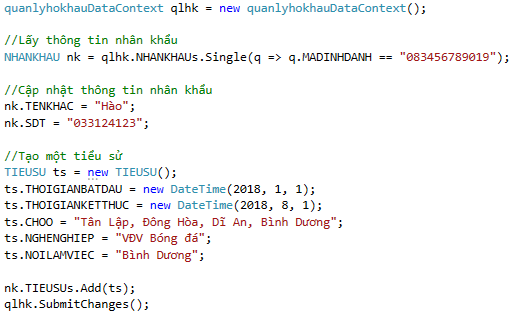 quanlyhokhauDataContext qlhk = new quanlyhokhauDataContext();
//Lấy thông tin nhân khẩu
NHANKHAU nk = qlhk.NHANKHAUs.Single(q => q.MADINHDANH == "083456789019");
//Cập nhật thông tin nhân khẩu
nk.TENKHAC = "Hào";
nk.SDT = "033124123";
//Tạo một tiểu sử
TIEUSU ts = new TIEUSU();
ts.THOIGIANBATDAU = new DateTime(2018, 1, 1);
ts.THOIGIANKETTHUC = new DateTime(2018, 8, 1);
ts.CHOO = "Tân Lập, Đông Hòa, Dĩ An, Bình Dương";
ts.NGHENGHIEP = "VĐV Bóng đá";
ts.NOILAMVIEC = "Bình Dương";
nk.TIEUSUs.Add(ts);
qlhk.SubmitChanges();